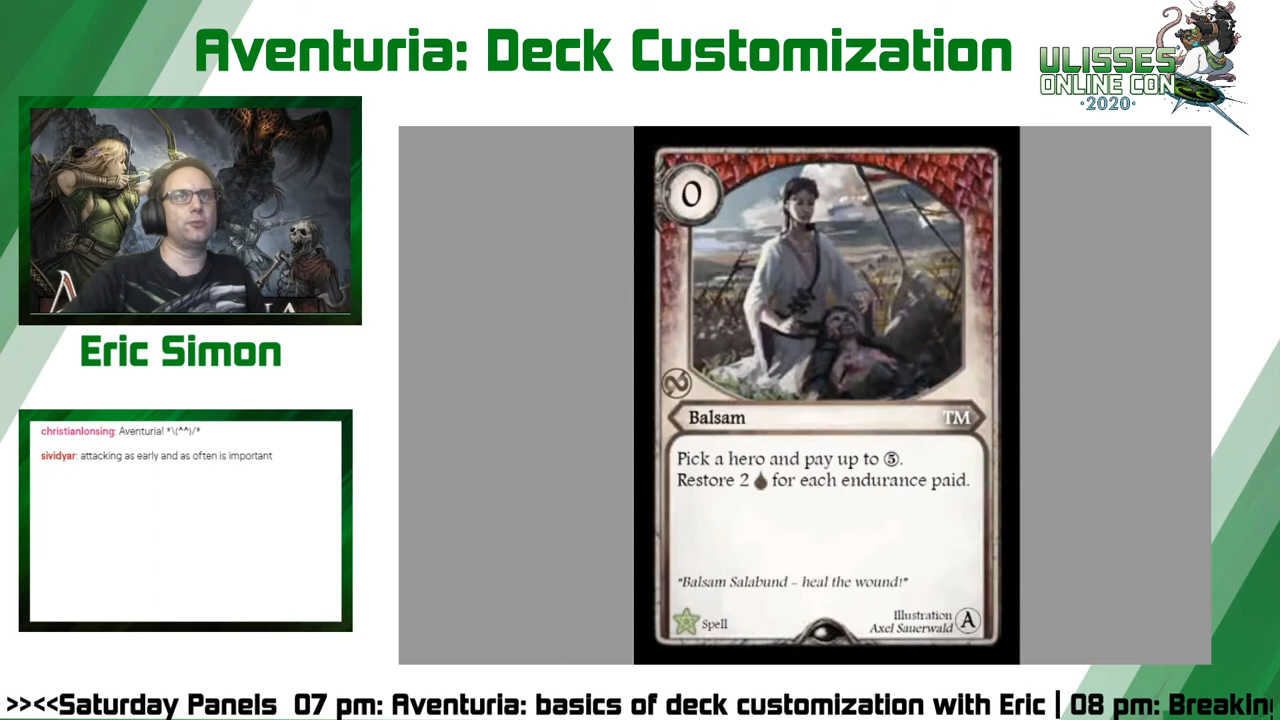 Aventuria: Deck Customization
ULISSES
ONLINE CON
·2020·
Eric Simon
christianlonsing: Aventuria! *\(^^)/*
sividyar: attacking as early and as often is important
0
Balsam
TM
Pick a hero and pay up to ⑤.
Restore 2 for each endurance paid.
"Balsam Salabund – heal the wound!"
Spell
Illustration
Axel Sauerwald
A
>><<Saturday Panels 07 pm: Aventuria: basics of deck customization with Eric | 08 pm: Breakin